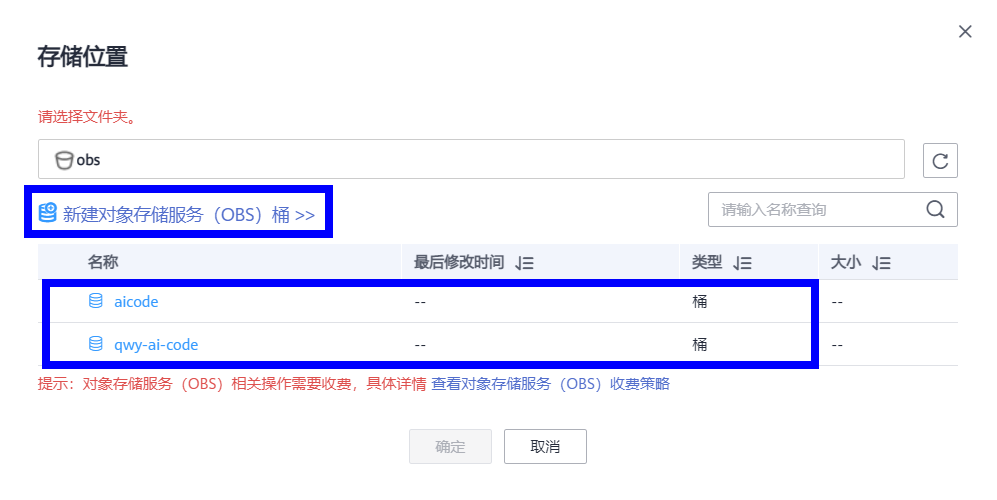 存储位置
请选择文件夹。
obs
新建对象存储服务（OBS）桶 >>
请输入名称查询
名称 最后修改时间 类型 大小
aicode -- 桶 --
qwy-ai-code -- 桶 --
提示：对象存储服务（OBS）相关操作需要收费，具体详情 查看对象存储服务（OBS）收费策略
确定 取消